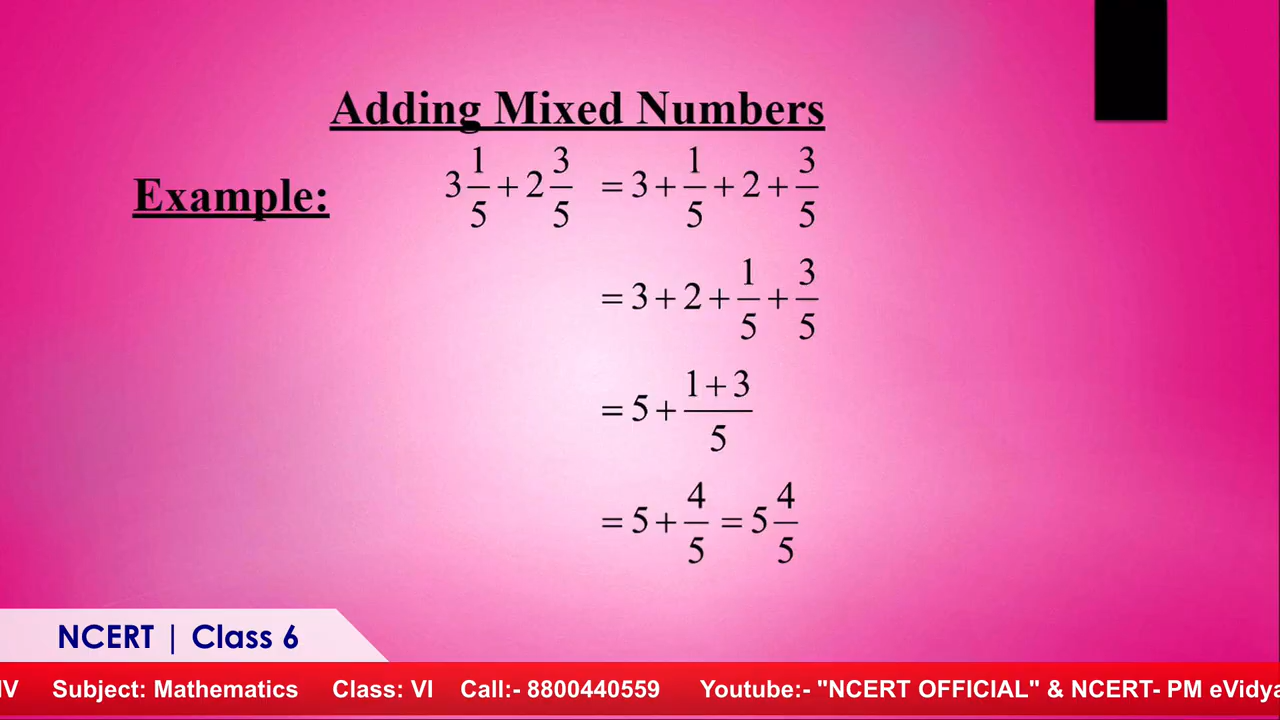 Adding Mixed Numbers
Example: 3 1/5 + 2 3/5 = 3 + 1/5 + 2 + 3/5
= 3 + 2 + 1/5 + 3/5
= 5 + (1 + 3)/5
= 5 + 4/5 = 5 4/5
NCERT | Class 6
IV Subject: Mathematics Class: VI Call:- 8800440559 Youtube:- "NCERT OFFICIAL" & NCERT- PM eVidya